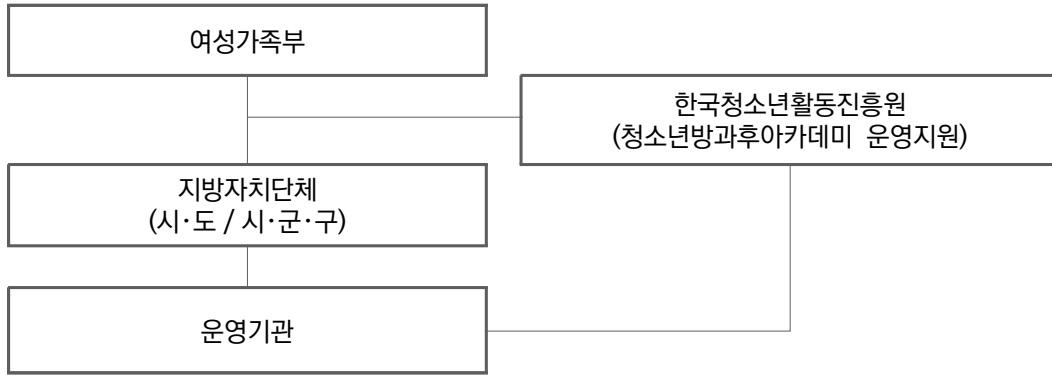 여성가족부
한국청소년활동진흥원
(청소년방과후아카데미 운영지원)
지방자치단체
(시·도 / 시·군·구)
운영기관